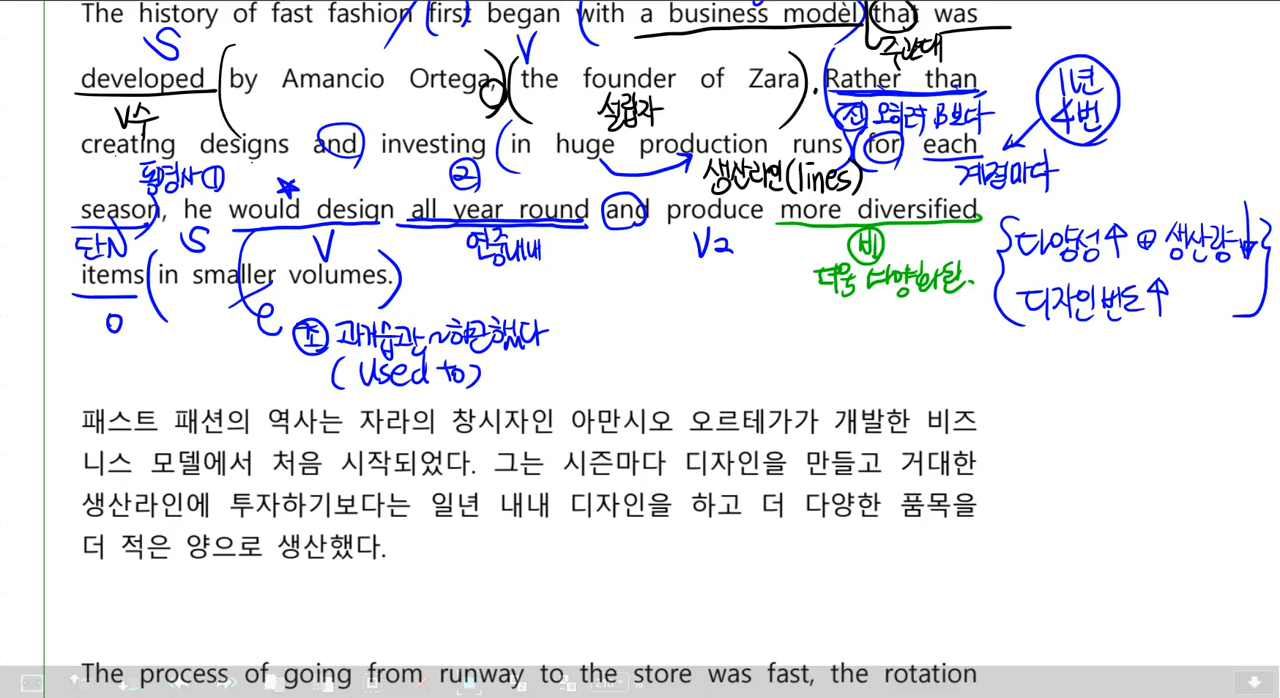 The history of fast fashion first began with a business model that was
S
V
주관대
developed by Amancio Ortega, the founder of Zara. Rather than
V수
설립자
전 오히려 B보다
1년
4번
creating designs and investing in huge production runs for each
동명사①
②
생산라인(lines)
계절마다
season, he would design all year round and produce more diversified
단N
S
V
연중내내
V2
비
다양성↑ ⊕ 생산량↓
items in smaller volumes.
더욱 다양화된.
디자인빈도↑
O
조 과거습관 ~하곤했다
(used to)
패스트 패션의 역사는 자라의 창시자인 아만시오 오르테가가 개발한 비즈
니스 모델에서 처음 시작되었다. 그는 시즌마다 디자인을 만들고 거대한
생산라인에 투자하기보다는 일년 내내 디자인을 하고 더 다양한 품목을
더 적은 양으로 생산했다.
The process of going from runway to the store was fast, the rotation